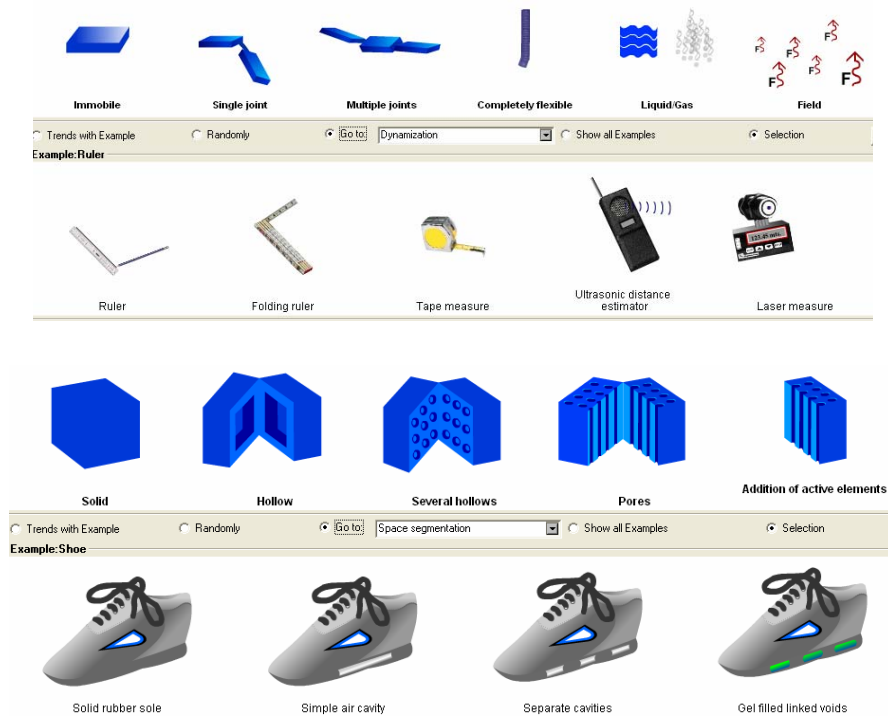 F F F F F F
Immobile Single joint Multiple joints Completely flexible Liquid/Gas Field
Trends with Example Randomly Go to: Dynamization Show all Examples Selection
Example:Ruler
123.45 m
Ruler Folding ruler Tape measure Ultrasonic distance estimator Laser measure
Solid Hollow Several hollows Pores Addition of active elements
Trends with Example Randomly Go to: Space segmentation Show all Examples Selection
Example:Shoe
Solid rubber sole Simple air cavity Separate cavities Gel filled linked voids